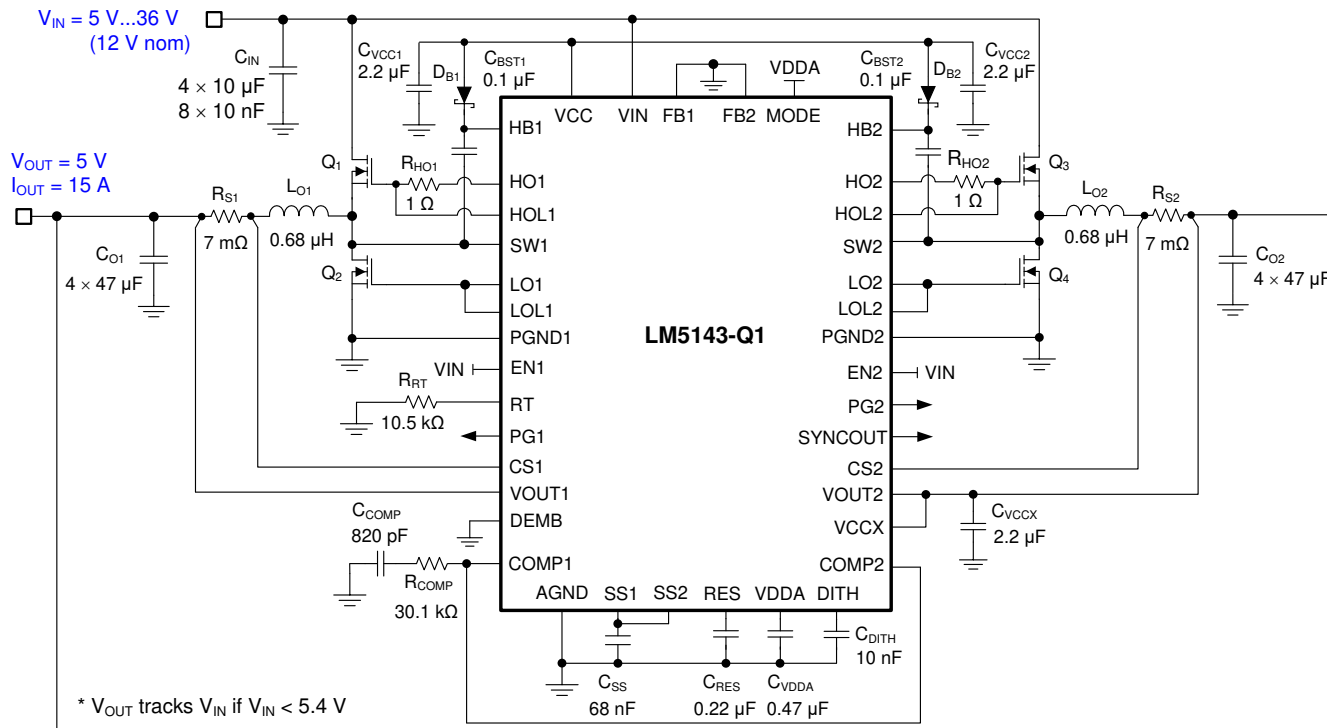 V_IN = 5 V...36 V
(12 V nom)
C_IN
4 × 10 µF
8 × 10 nF
C_VCC1
2.2 µF
D_B1
C_BST1
0.1 µF
VDDA
C_BST2
0.1 µF
D_B2
C_VCC2
2.2 µF
VCC
VIN
FB1
FB2
MODE
HB1
HB2
V_OUT = 5 V
I_OUT = 15 A
Q1
R_HO1
1 Ω
HO1
HO2
R_HO2
1 Ω
Q3
R_S1
7 mΩ
L_O1
0.68 µH
HOL1
HOL2
L_O2
0.68 µH
R_S2
7 mΩ
SW1
SW2
C_O1
4 × 47 µF
Q2
LO1
LO2
Q4
C_O2
4 × 47 µF
LOL1
LOL2
PGND1
LM5143-Q1
PGND2
VIN
EN1
EN2
VIN
R_RT
10.5 kΩ
RT
PG2
PG1
SYNCOUT
CS1
CS2
VOUT1
VOUT2
C_COMP
820 pF
DEMB
VCCX
C_VCCX
2.2 µF
R_COMP
30.1 kΩ
COMP1
COMP2
AGND
SS1
SS2
RES
VDDA
DITH
C_DITH
10 nF
C_SS
68 nF
C_RES
0.22 µF
C_VDDA
0.47 µF
* V_OUT tracks V_IN if V_IN < 5.4 V